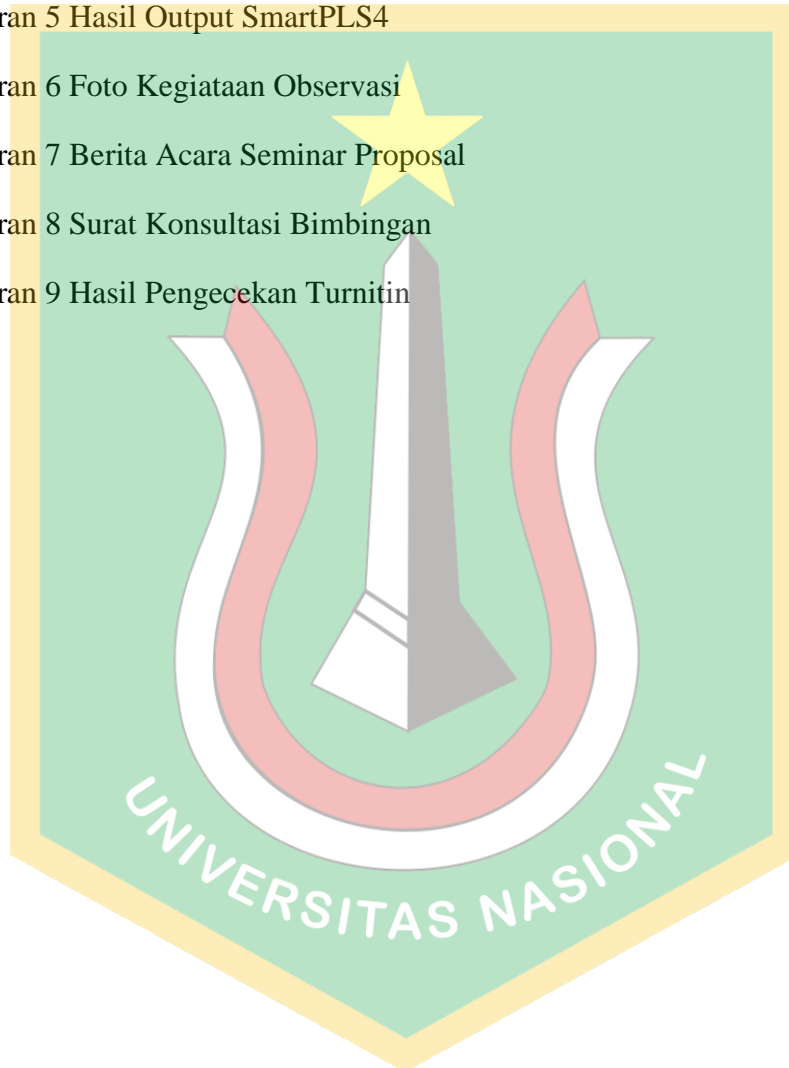 ran 5 Hasil Output SmartPLS4
ran 6 Foto Kegiataan Observasi
ran 7 Berita Acara Seminar Proposal
ran 8 Surat Konsultasi Bimbingan
ran 9 Hasil Pengecekan Turnitin
UNIVERSITAS NASIONAL